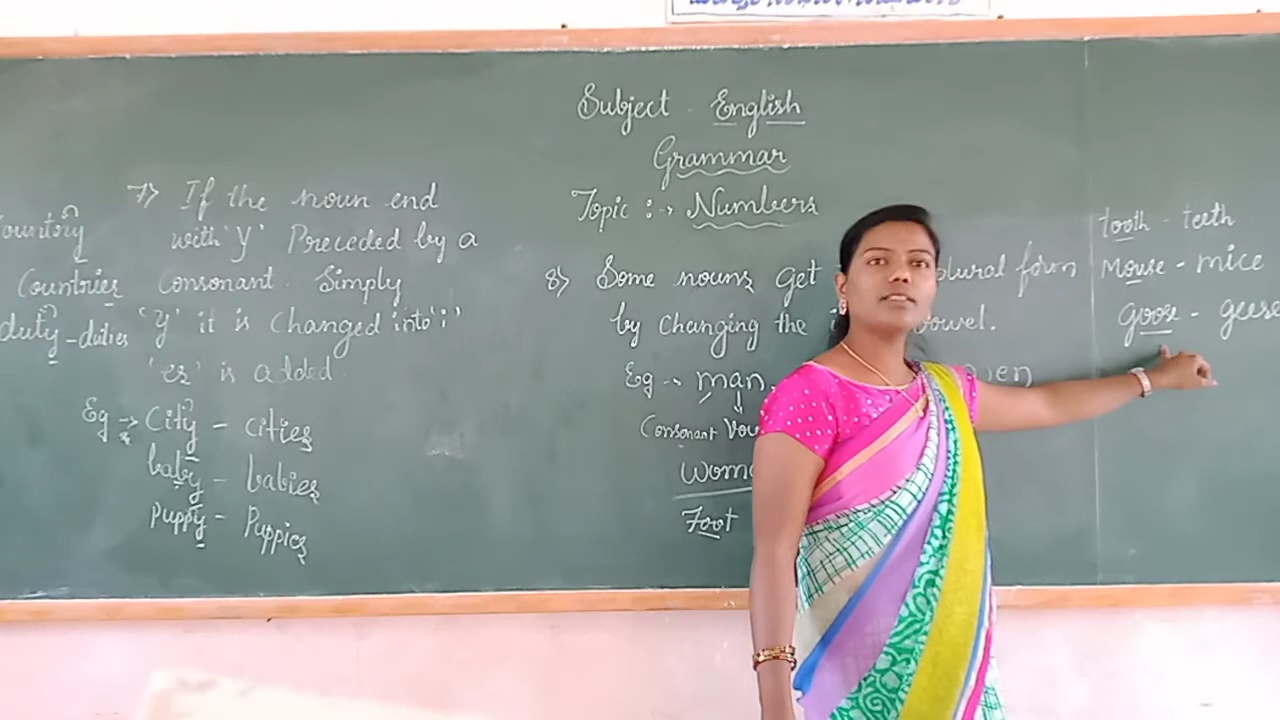 Subject - English
Grammar
Topic :→ Numbers
7) If the noun end
with 'y' Preceded by a
Consonant. Simply
'y' it is changed into 'i'
'es' is added
Eg → City - cities
baby - babies
Puppy - Puppies
Country
Countries
duty - duties
8) Some nouns get plural form
by changing the vowel.
Eg → man,
Consonant
Foot
tooth - teeth
Mouse - mice
goose - geese